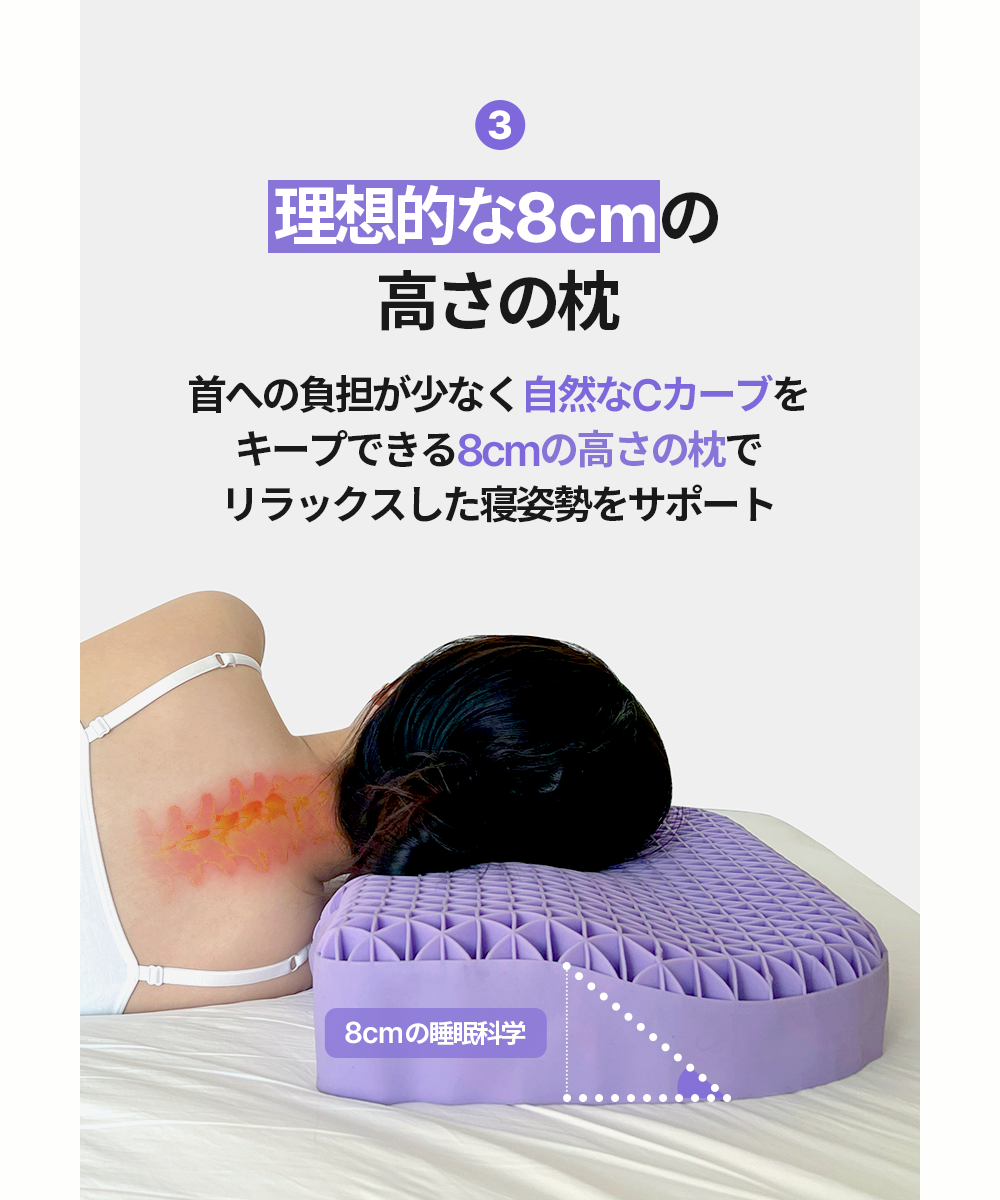 3
理想的な8cmの
高さの枕
首への負担が少なく自然なCカーブを
キープできる8cmの高さの枕で
リラックスした寝姿勢をサポート
8cmの睡眠科学